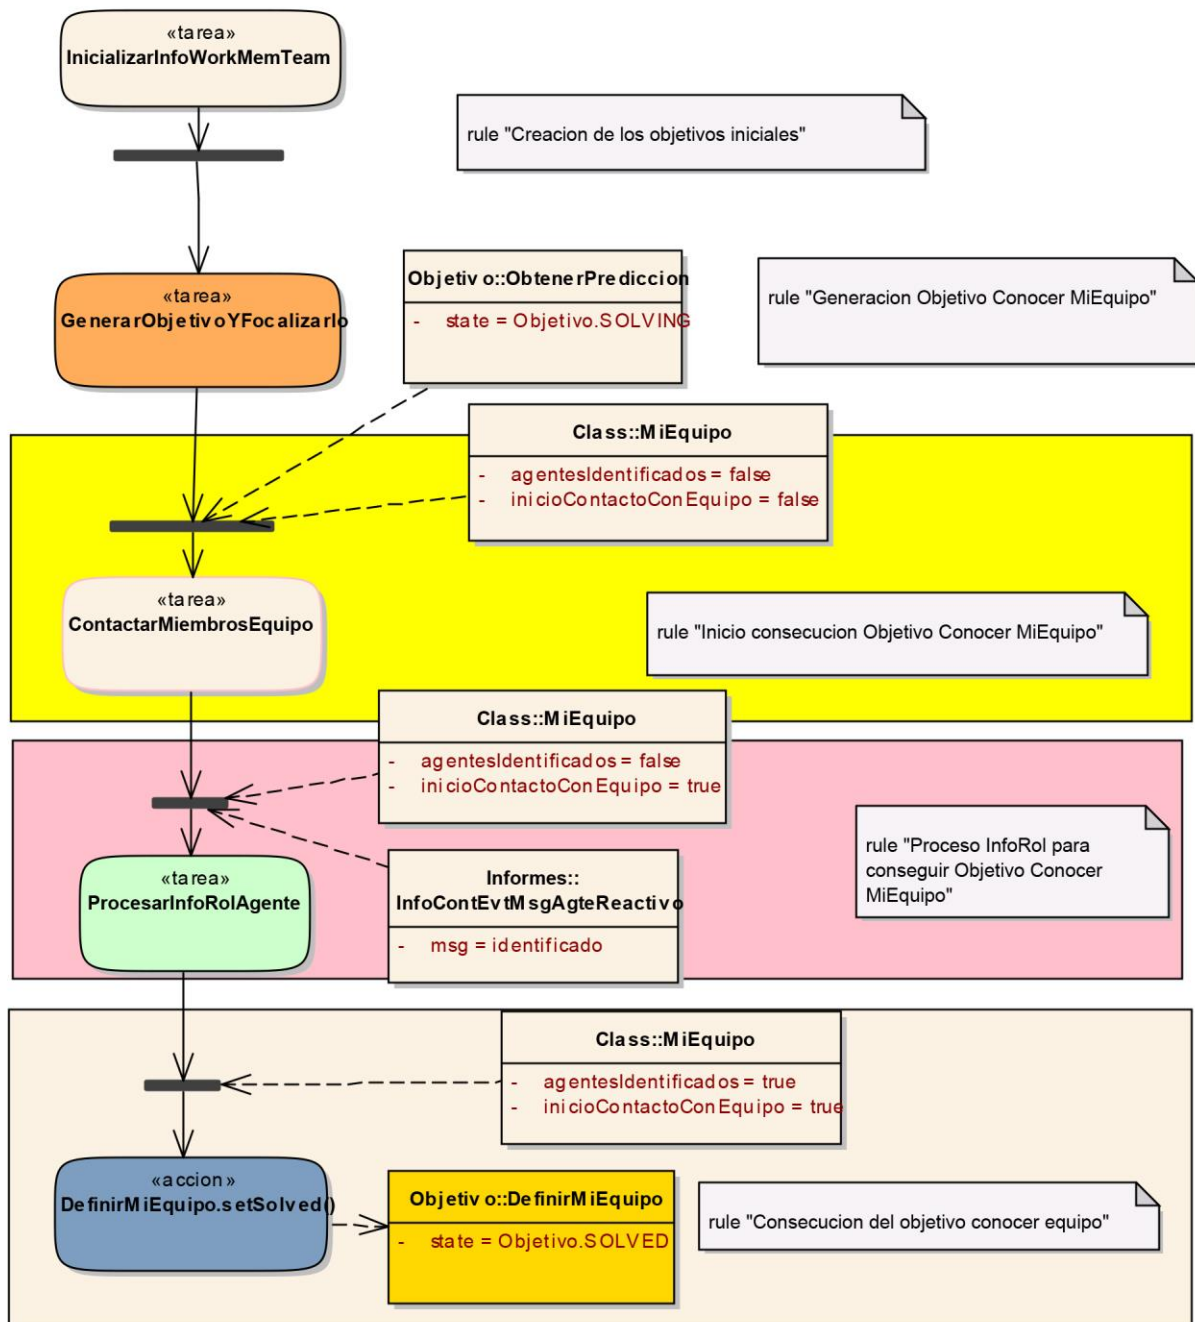 «tarea»
InicializarInfoWorkMemTeam
rule "Creacion de los objetivos iniciales"
«tarea»
GenerarObjetivoYFocalizarlo
Objetivo::ObtenerPrediccion
- state = Objetivo.SOLVING
rule "Generacion Objetivo Conocer MiEquipo"
Class::MiEquipo
- agentesIdentificados = false
- inicioContactoConEquipo = false
«tarea»
ContactarMiembrosEquipo
rule "Inicio consecucion Objetivo Conocer MiEquipo"
Class::MiEquipo
- agentesIdentificados = false
- inicioContactoConEquipo = true
«tarea»
ProcesarInfoRolAgente
Informes::
InfoContEvtMsgAgteReactivo
- msg = identificado
rule "Proceso InfoRol para
conseguir Objetivo Conocer
MiEquipo"
Class::MiEquipo
- agentesIdentificados = true
- inicioContactoConEquipo = true
«accion»
DefinirMiEquipo.setSolved()
Objetivo::DefinirMiEquipo
- state = Objetivo.SOLVED
rule "Consecucion del objetivo conocer equipo"